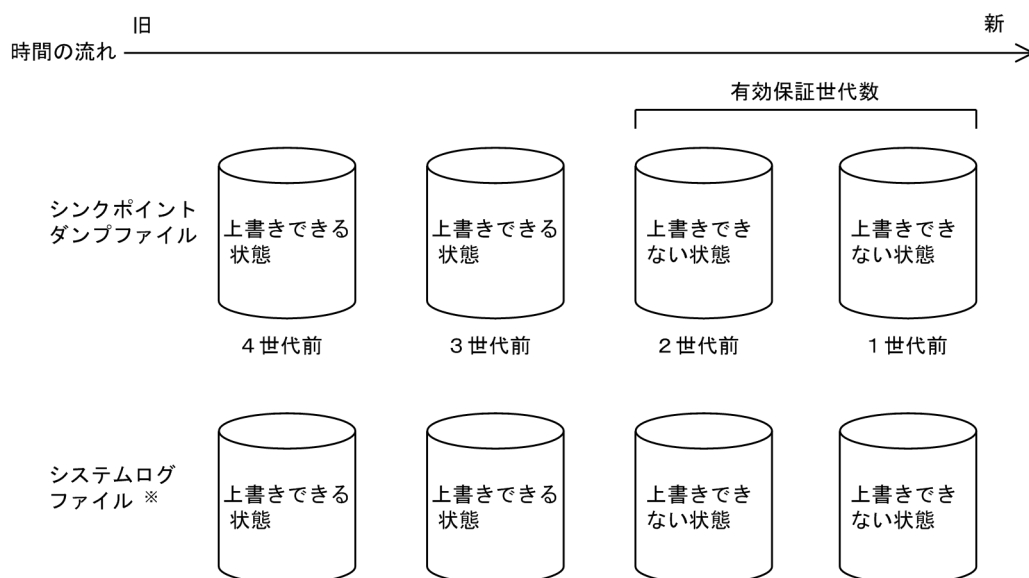 旧
新
時間の流れ
有効保証世代数
シンクポイント
ダンプファイル
上書きできる
状態
上書きできる
状態
上書きでき
ない状態
上書きでき
ない状態
4世代前
3世代前
2世代前
1世代前
システムログ
ファイル ※
上書きできる
状態
上書きできる
状態
上書きでき
ない状態
上書きでき
ない状態